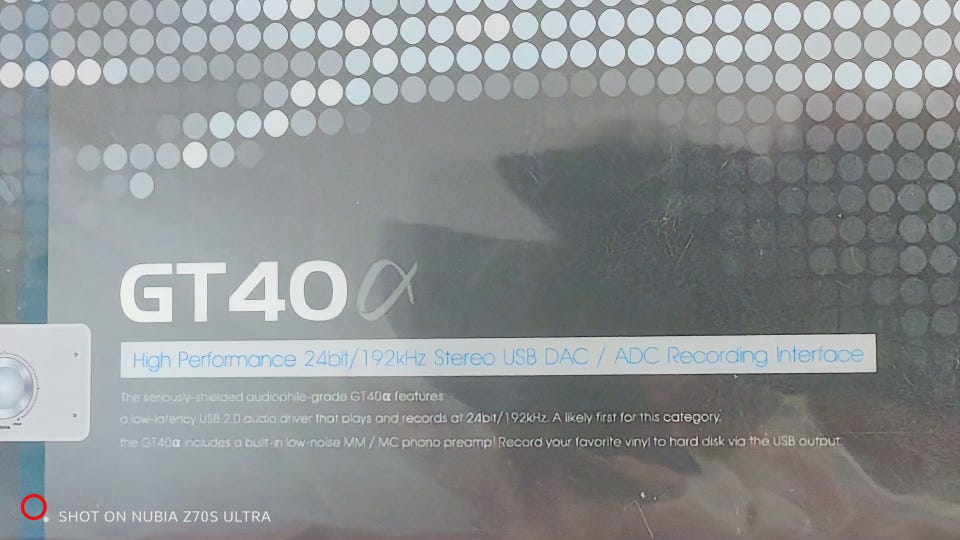 GT40α
High Performance 24bit/192kHz Stereo USB DAC / ADC Recording Interface
The seriously-shielded audiophile-grade GT40α features
a low-latency USB 2.0 audio driver that plays and records at 24bit/192kHz. A likely first for this category.
the GT40α includes a built-in low-noise MM / MC phono preamp! Record your favorite vinyl to hard disk via the USB output
SHOT ON NUBIA Z70S ULTRA